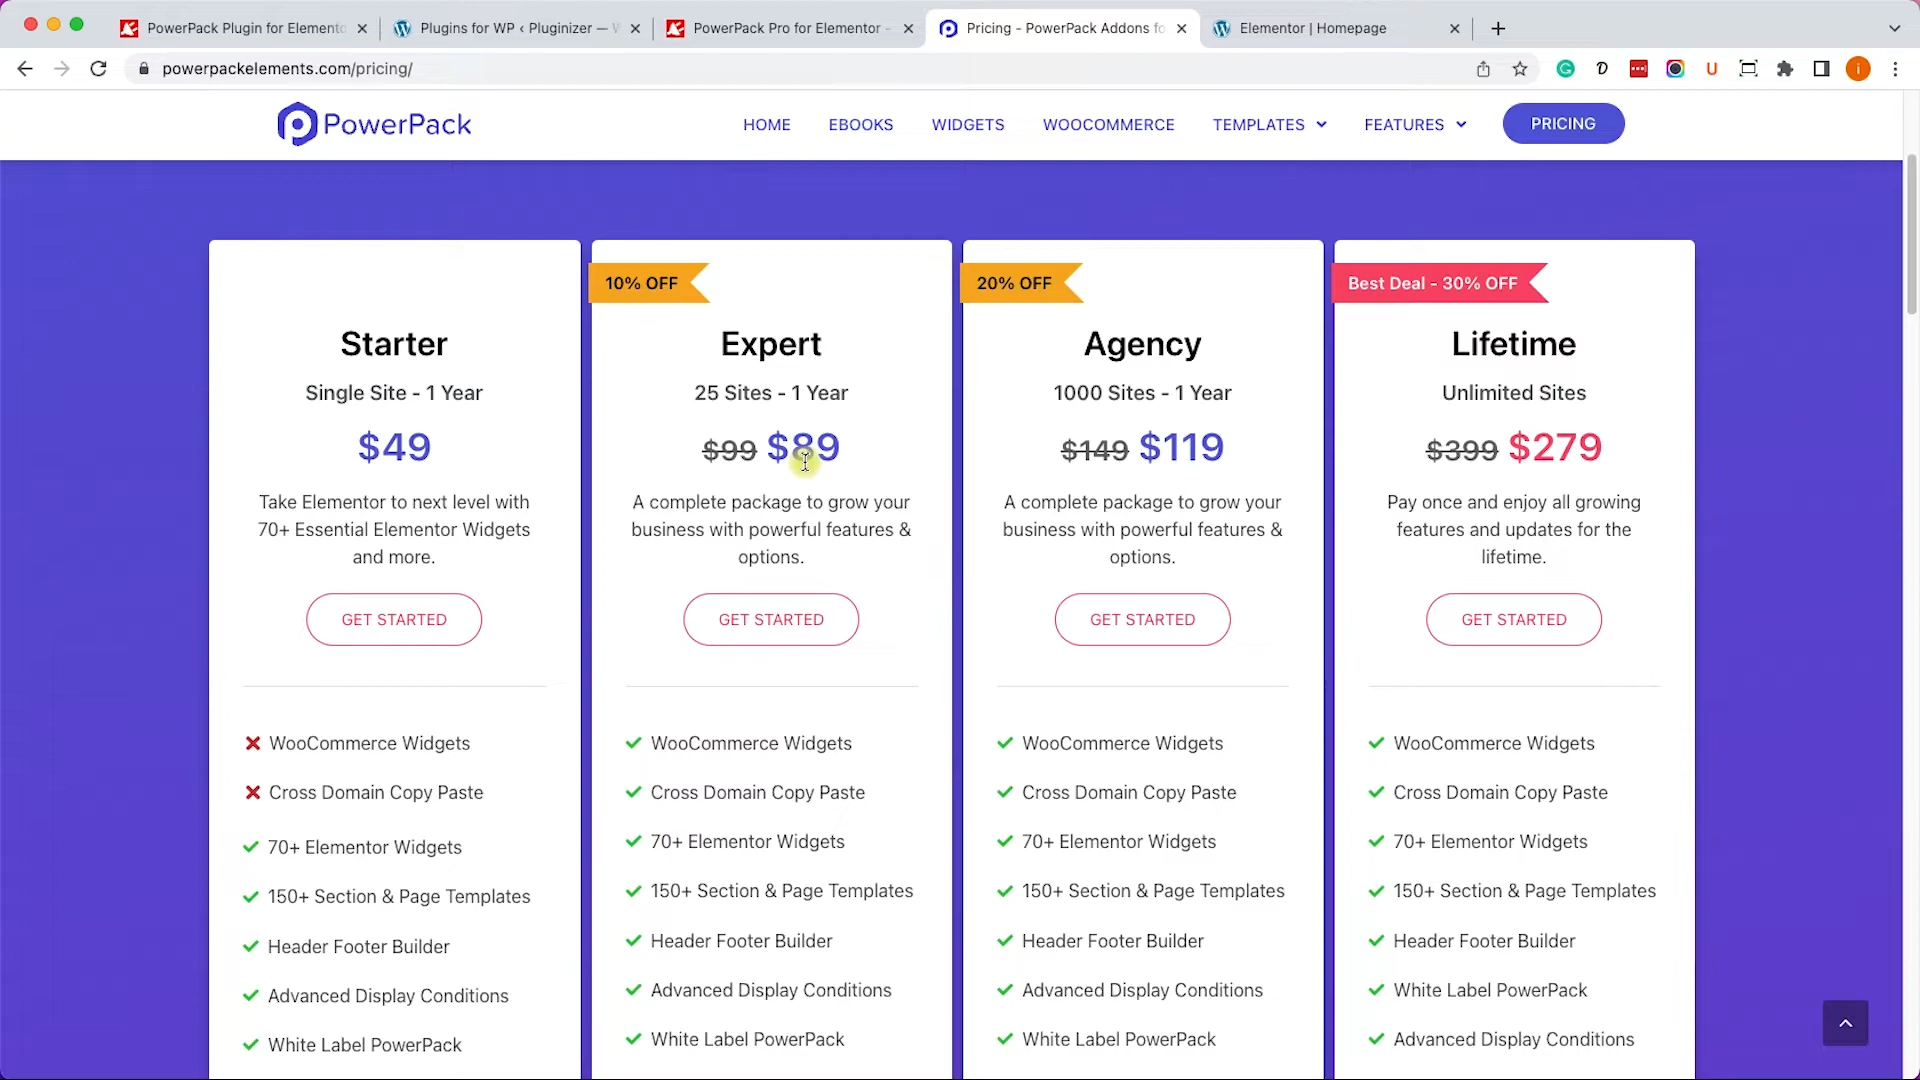 PowerPack Plugin for Elemento
Plugins for WP ‹ Pluginizer — W
PowerPack Pro for Elementor -
Pricing - PowerPack Addons fo
Elementor | Homepage
powerpackelements.com/pricing/
PowerPack
HOME
EBOOKS
WIDGETS
WOOCOMMERCE
TEMPLATES
FEATURES
PRICING
Starter
Single Site - 1 Year
$49
Take Elementor to next level with
70+ Essential Elementor Widgets
and more.
GET STARTED
WooCommerce Widgets
Cross Domain Copy Paste
70+ Elementor Widgets
150+ Section & Page Templates
Header Footer Builder
Advanced Display Conditions
White Label PowerPack
10% OFF
Expert
25 Sites - 1 Year
$99 $89
A complete package to grow your
business with powerful features &
options.
GET STARTED
WooCommerce Widgets
Cross Domain Copy Paste
70+ Elementor Widgets
150+ Section & Page Templates
Header Footer Builder
Advanced Display Conditions
White Label PowerPack
20% OFF
Agency
1000 Sites - 1 Year
$149 $119
A complete package to grow your
business with powerful features &
options.
GET STARTED
WooCommerce Widgets
Cross Domain Copy Paste
70+ Elementor Widgets
150+ Section & Page Templates
Header Footer Builder
Advanced Display Conditions
White Label PowerPack
Best Deal - 30% OFF
Lifetime
Unlimited Sites
$399 $279
Pay once and enjoy all growing
features and updates for the
lifetime.
GET STARTED
WooCommerce Widgets
Cross Domain Copy Paste
70+ Elementor Widgets
150+ Section & Page Templates
Header Footer Builder
White Label PowerPack
Advanced Display Conditions